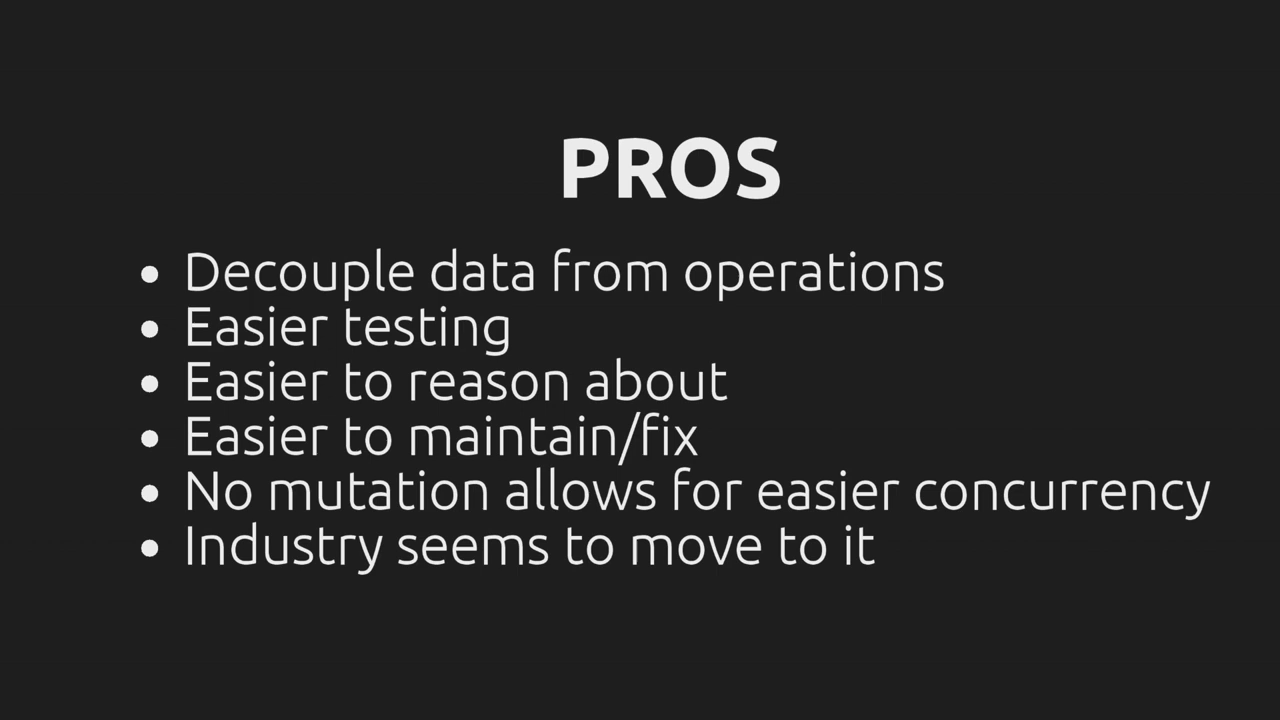 PROS
• Decouple data from operations
• Easier testing
• Easier to reason about
• Easier to maintain/fix
• No mutation allows for easier concurrency
• Industry seems to move to it